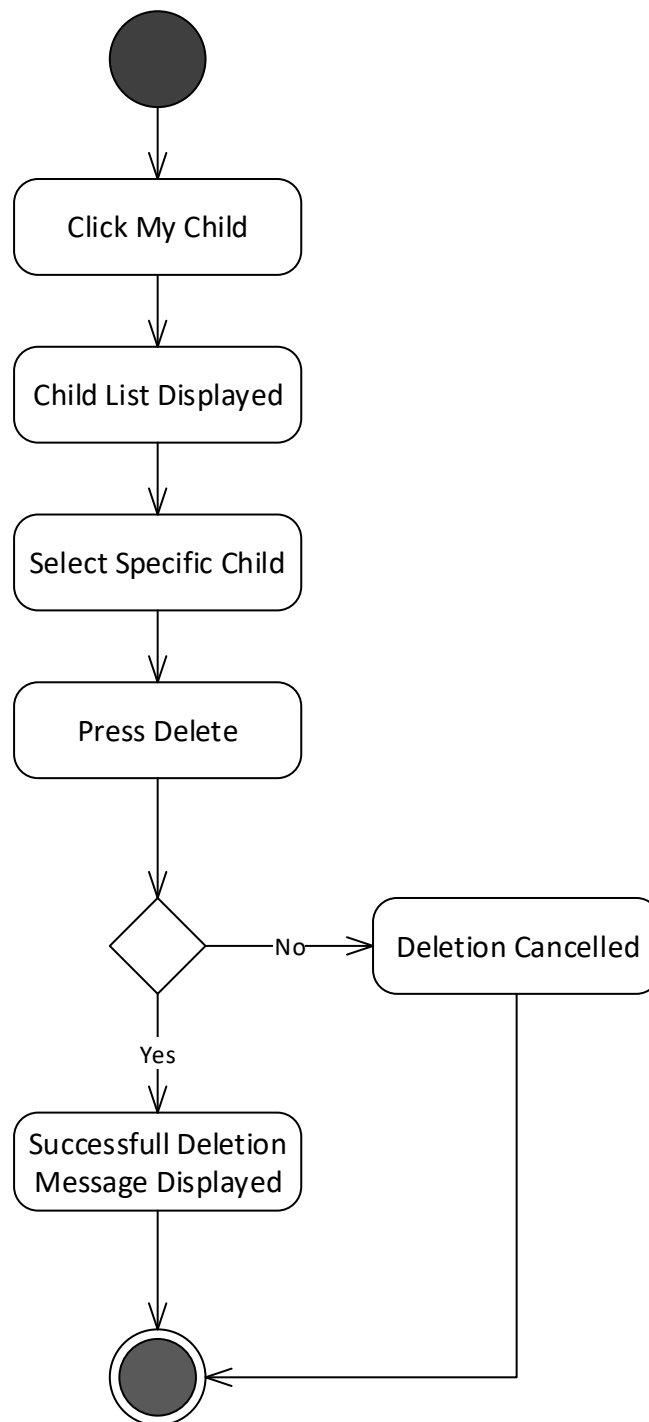 Click My Child
Child List Displayed
Select Specific Child
Press Delete
No
Deletion Cancelled
Yes
Successfull Deletion
Message Displayed